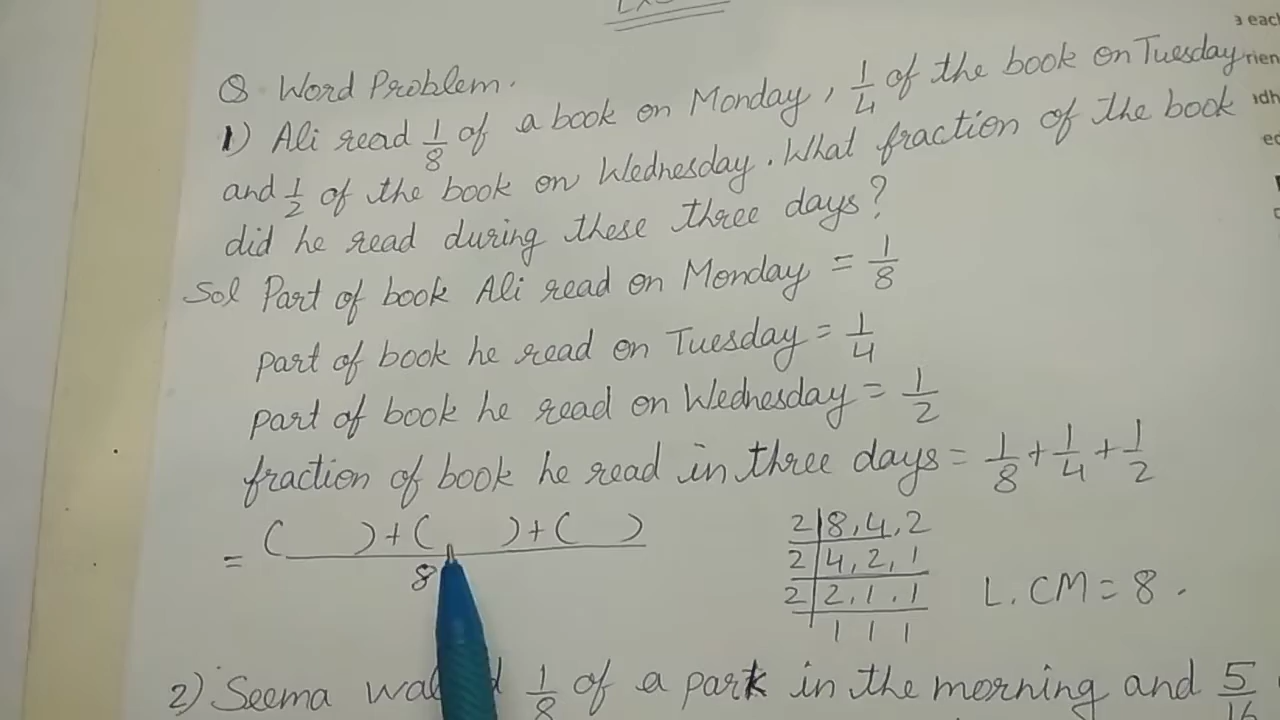 Q. Word Problem.
1) Ali read 1/8 of a book on Monday, 1/4 of the book on Tuesday
and 1/2 of the book on Wednesday. What fraction of the book
did he read during these three days?
Sol Part of book Ali read on Monday = 1/8
part of book he read on Tuesday = 1/4
part of book he read on Wednesday = 1/2
fraction of book he read in three days = 1/8 + 1/4 + 1/2
= ( ) + ( ) + ( ) / 8
2 | 8, 4, 2
2 | 4, 2, 1
2 | 2, 1, 1
1 1 1
L.CM = 8.
2) Seema 1/8 of a park in the morning and 5/16
each